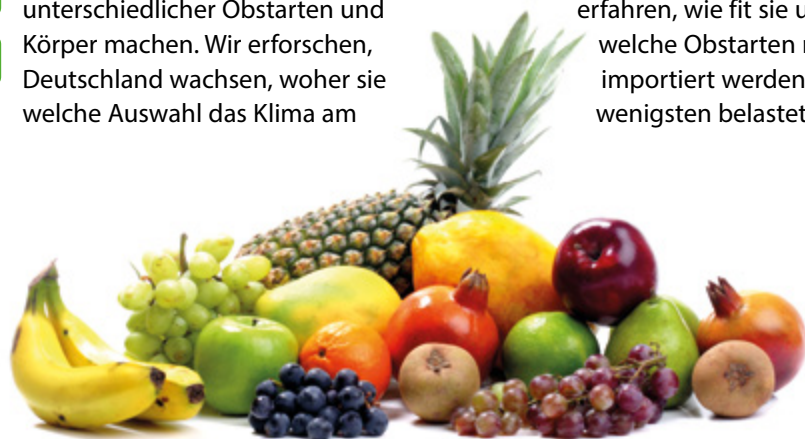 unterschiedlicher Obstarten und erfahren, wie fit sie
Körper machen. Wir erforschen, welche Obstarten
Deutschland wachsen, woher sie importiert werden
welche Auswahl das Klima am wenigsten belastet